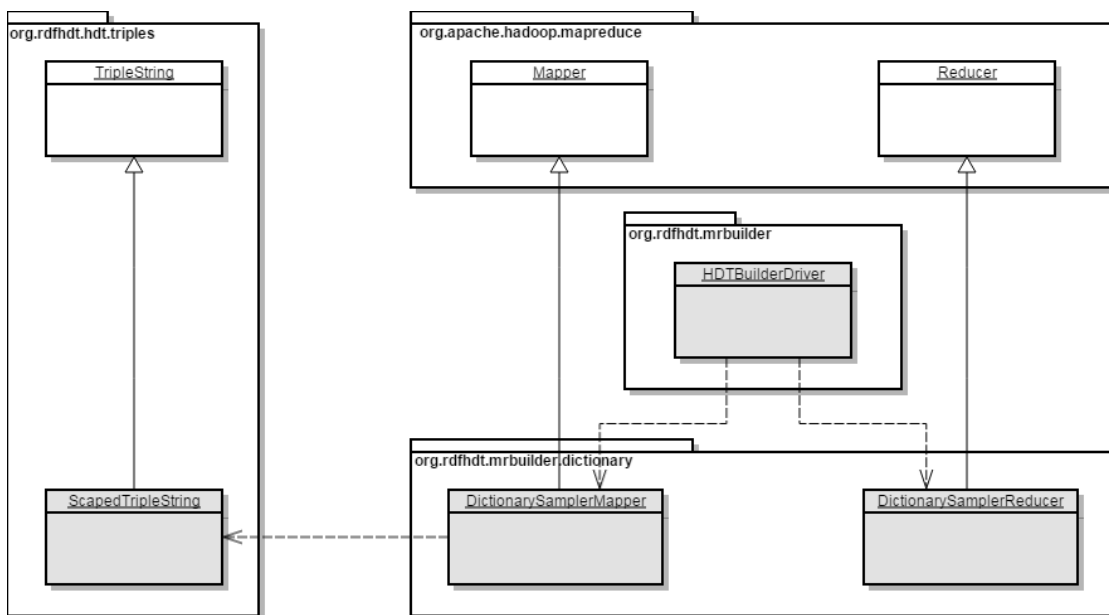 org.rdfhdt.hdt.triples
org.apache.hadoop.mapreduce
TripleString
Mapper
Reducer
org.rdfhdt.mrbuilder
HDTBuilderDriver
org.rdfhdt.mrbuilder.dictionary
ScapedTripleString
DictionarySamplerMapper
DictionarySamplerReducer